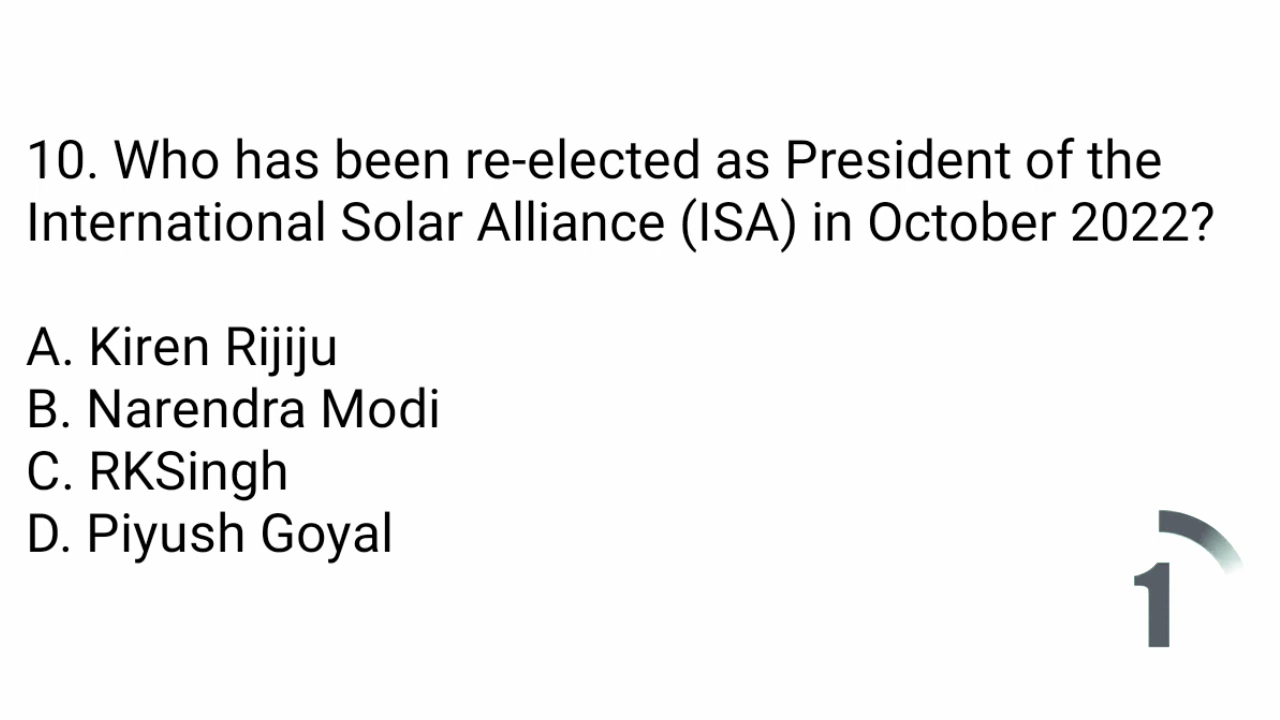 10. Who has been re-elected as President of the
International Solar Alliance (ISA) in October 2022?
A. Kiren Rijiju
B. Narendra Modi
C. RKSingh
D. Piyush Goyal
1